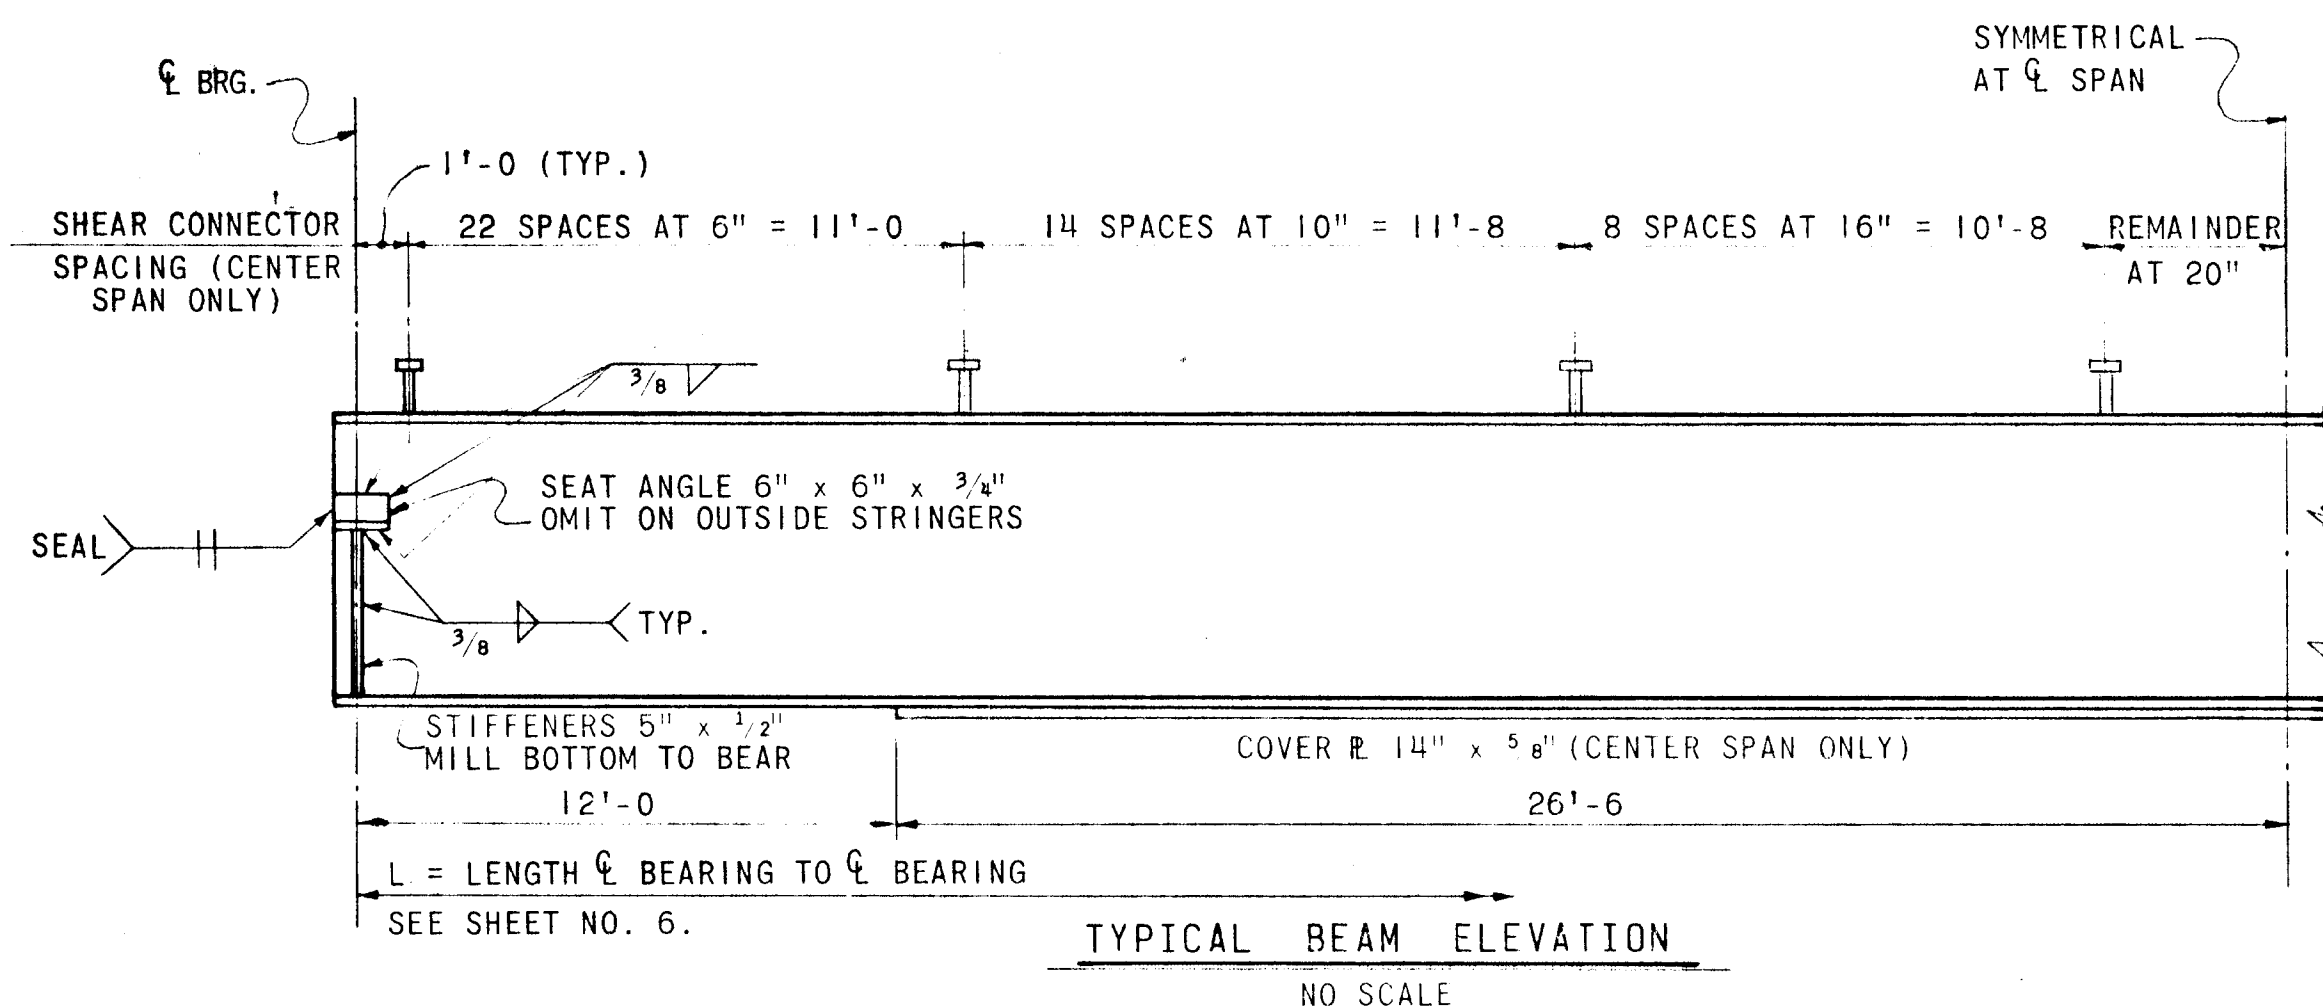 SYMMETRICAL
AT ℄ SPAN
℄ BRG.
1'-0 (TYP.)
SHEAR CONNECTOR
SPACING (CENTER
SPAN ONLY)
22 SPACES AT 6" = 11'-0
14 SPACES AT 10" = 11'-8
8 SPACES AT 16" = 10'-8
REMAINDER
AT 20"
3/8
SEAT ANGLE 6" x 6" x 3/4"
OMIT ON OUTSIDE STRINGERS
SEAL
3/8
TYP.
STIFFENERS 5" x 1/2"
MILL BOTTOM TO BEAR
COVER ⅊ 14" x 5/8" (CENTER SPAN ONLY)
12'-0
26'-6
L = LENGTH ℄ BEARING TO ℄ BEARING
SEE SHEET NO. 6.
TYPICAL BEAM ELEVATION
NO SCALE